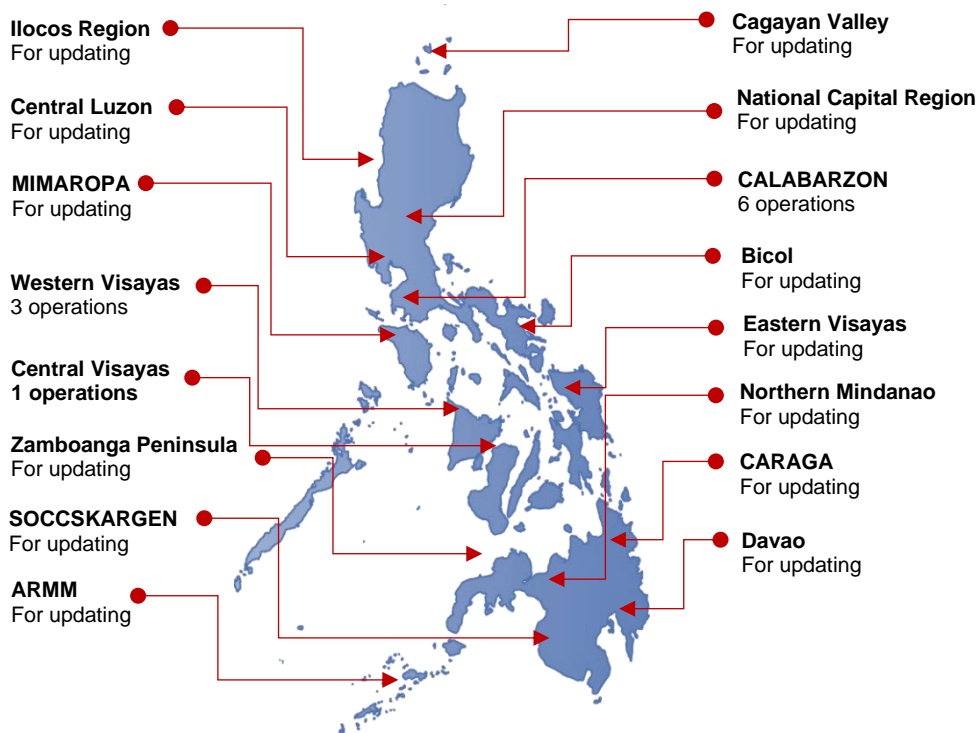 Ilocos Region
For updating
Central Luzon
For updating
MIMAROPA
For updating
Western Visayas
3 operations
Central Visayas
1 operations
Zamboanga Peninsula
For updating
SOCCSKARGEN
For updating
ARMM
For updating
Cagayan Valley
For updating
National Capital Region
For updating
CALABARZON
6 operations
Bicol
For updating
Eastern Visayas
For updating
Northern Mindanao
For updating
CARAGA
For updating
Davao
For updating